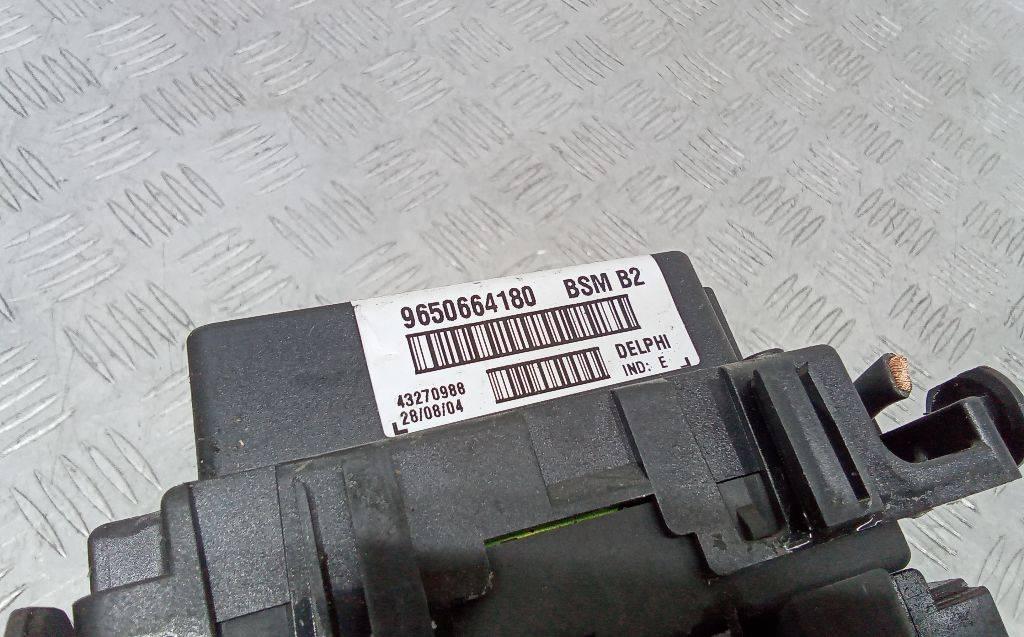 9650664180 BSM B2
DELPHI
43270988
IND: E
28/08/04